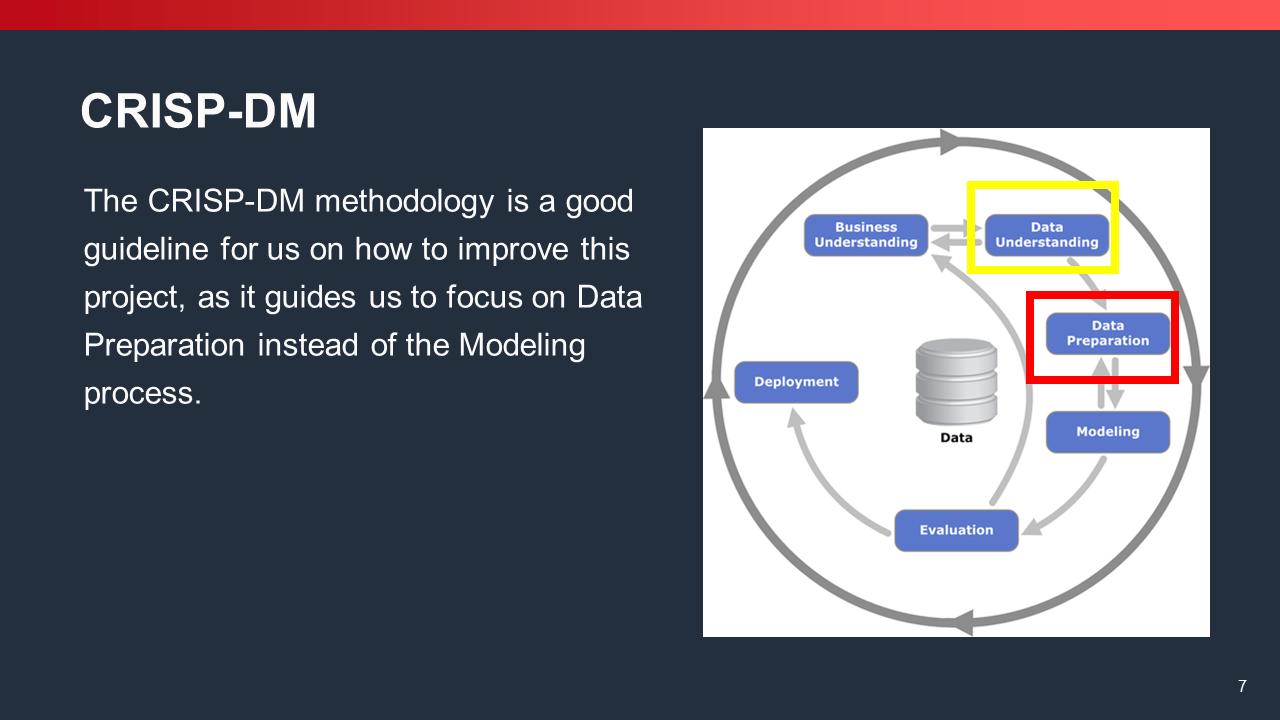 CRISP-DM
The CRISP-DM methodology is a good
guideline for us on how to improve this
project, as it guides us to focus on Data
Preparation instead of the Modeling
process.
Business
Understanding
Data
Understanding
Data
Preparation
Deployment
Data
Modeling
Evaluation
7